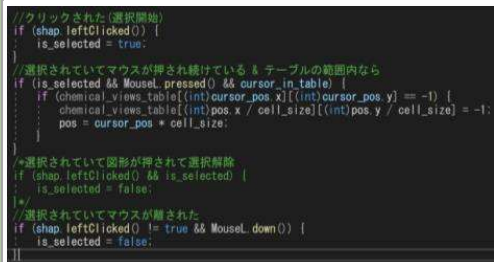 //クリックされた(選択開始)
if (shap.leftClicked()) {
is_selected = true;
}
//選択されていてマウスが押され続けている & テーブルの範囲内なら
if (is_selected && MouseL.pressed() && cursor_in_table) {
if (chemical_views_table[(int)cursor_pos.x][(int)cursor_pos.y] == -1) {
chemical_views_table[(int)pos.x / cell_size][(int)pos.y / cell_size] = -1;
pos = cursor_pos * cell_size;
}
}
/*選択されていて図形が押されて選択解除
if (shap.leftClicked() && is_selected) {
is_selected = false;
}*/
//選択されていてマウスが離された
if (shap.leftClicked() != true && MouseL.down()) {
is_selected = false;
}